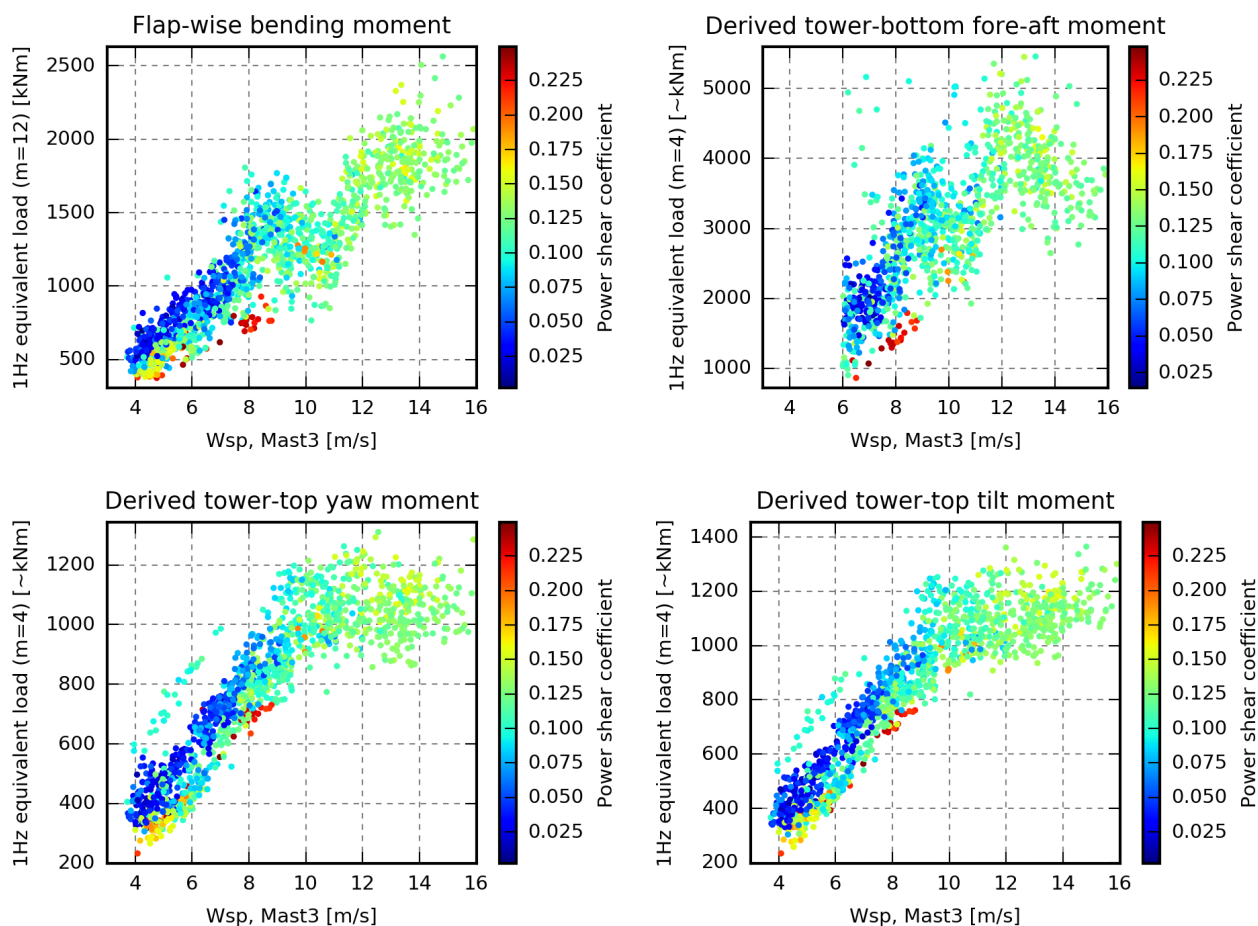 Flap-wise bending moment
1Hz equivalent load (m=12) [kNm]
2500
2000
1500
1000
500
4 6 8 10 12 14 16
Wsp, Mast3 [m/s]
0.225
0.200
0.175
0.150
0.125
0.100
0.075
0.050
0.025
Power shear coefficient
Derived tower-bottom fore-aft moment
1Hz equivalent load (m=4) [~kNm]
5000
4000
3000
2000
1000
4 6 8 10 12 14 16
Wsp, Mast3 [m/s]
0.225
0.200
0.175
0.150
0.125
0.100
0.075
0.050
0.025
Power shear coefficient
Derived tower-top yaw moment
1Hz equivalent load (m=4) [~kNm]
1200
1000
800
600
400
200
4 6 8 10 12 14 16
Wsp, Mast3 [m/s]
0.225
0.200
0.175
0.150
0.125
0.100
0.075
0.050
0.025
Power shear coefficient
Derived tower-top tilt moment
1Hz equivalent load (m=4) [~kNm]
1400
1200
1000
800
600
400
200
4 6 8 10 12 14 16
Wsp, Mast3 [m/s]
0.225
0.200
0.175
0.150
0.125
0.100
0.075
0.050
0.025
Power shear coefficient